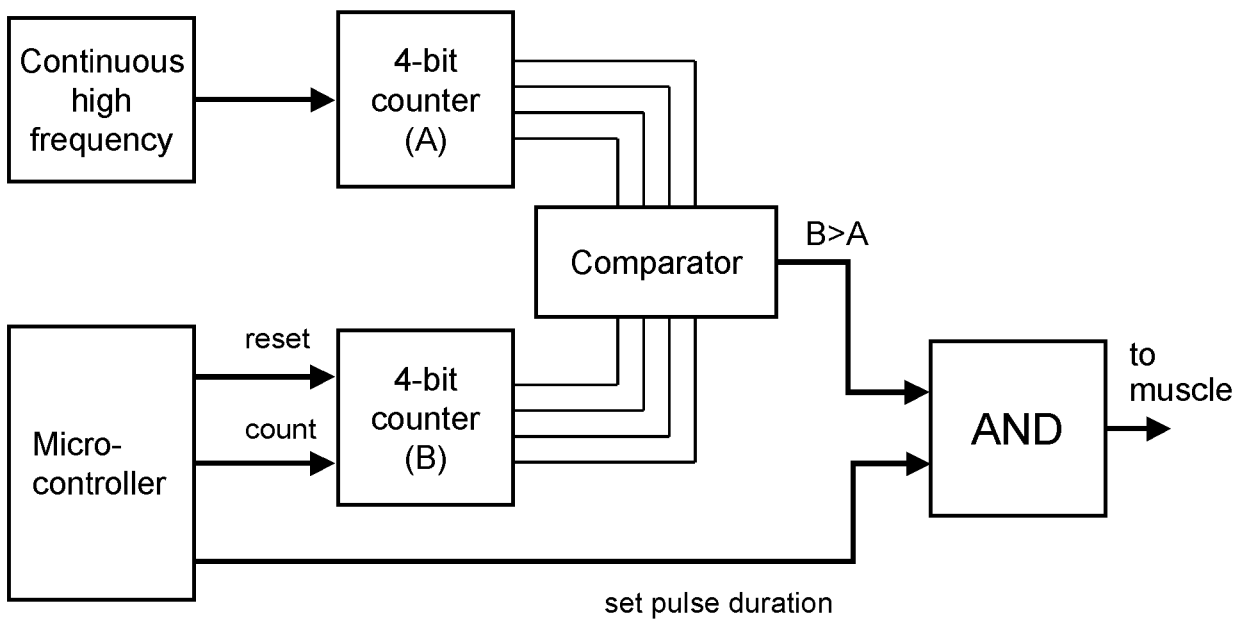 Continuous
high
frequency
4-bit
counter
(A)
Comparator
B>A
reset
count
Micro-
controller
4-bit
counter
(B)
AND
to
muscle
set pulse duration